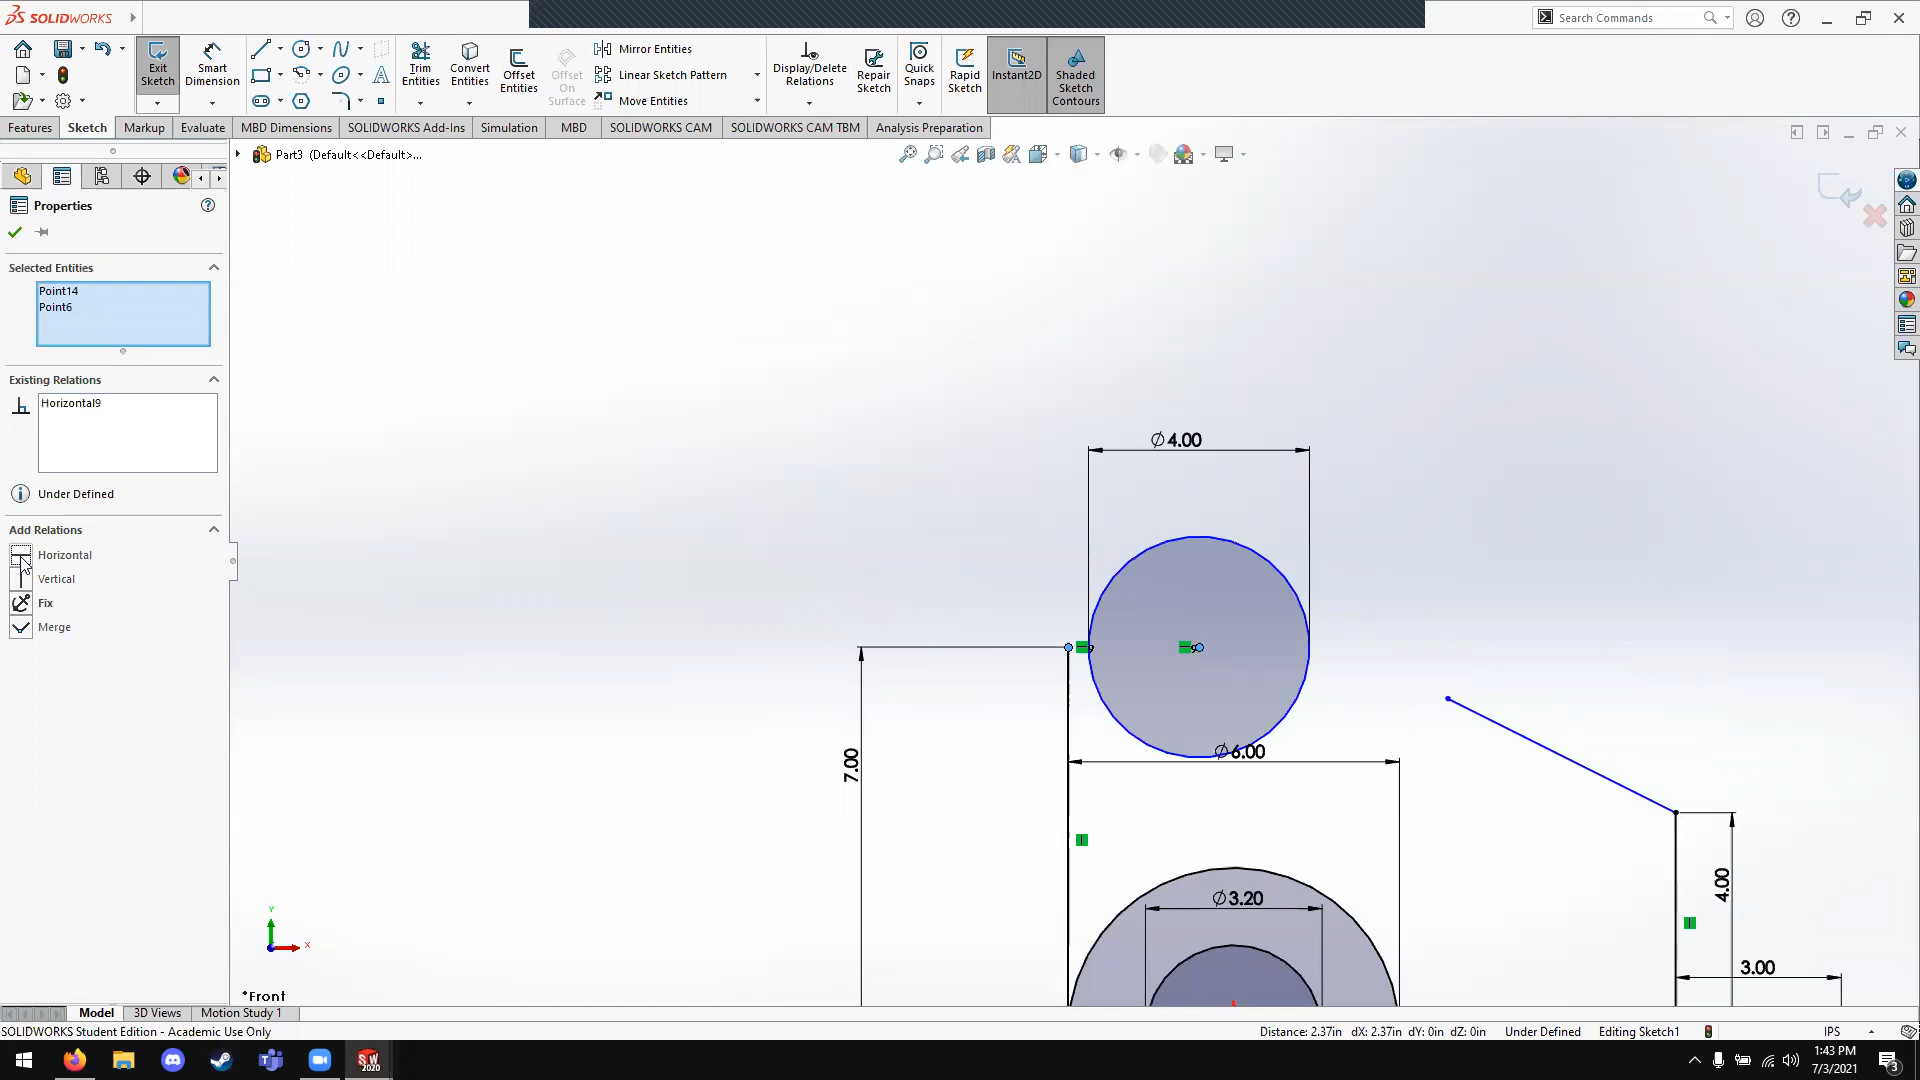 SOLIDWORKS
Search Commands
Exit Sketch
Smart Dimension
Trim Entities
Convert Entities
Offset Entities
Offset On Surface
Mirror Entities
Linear Sketch Pattern
Move Entities
Display/Delete Relations
Repair Sketch
Quick Snaps
Rapid Sketch
Instant2D
Shaded Sketch Contours
Features
Sketch
Markup
Evaluate
MBD Dimensions
SOLIDWORKS Add-Ins
Simulation
MBD
SOLIDWORKS CAM
SOLIDWORKS CAM TBM
Analysis Preparation
Part3 (Default<<Default>...
Properties
Selected Entities
Point14
Point6
Existing Relations
Horizontal9
Under Defined
Add Relations
Horizontal
Vertical
Fix
Merge
∅4.00
7.00
∅6.00
∅3.20
4.00
3.00
Y
X
*Front
Model
3D Views
Motion Study 1
SOLIDWORKS Student Edition - Academic Use Only
Distance: 2.37in dX: 2.37in dY: 0in dZ: 0in
Under Defined
Editing Sketch1
IPS
SW 2020
1:43 PM
7/3/2021
3